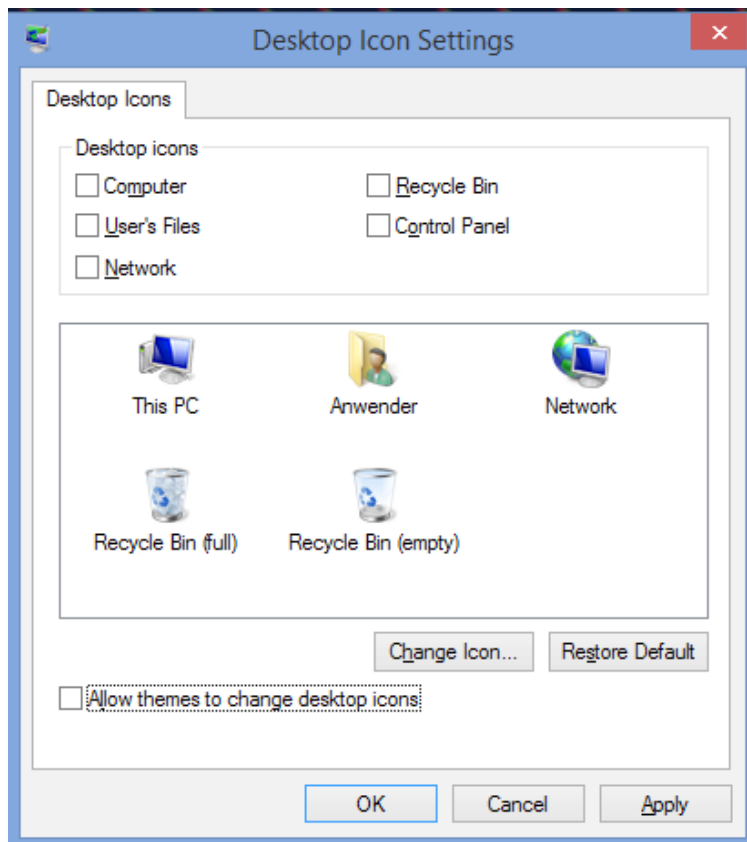 Desktop Icon Settings
Desktop Icons
Desktop icons
Computer
Recycle Bin
User's Files
Control Panel
Network
This PC
Anwender
Network
Recycle Bin (full)
Recycle Bin (empty)
Change Icon...
Restore Default
Allow themes to change desktop icons
OK
Cancel
Apply